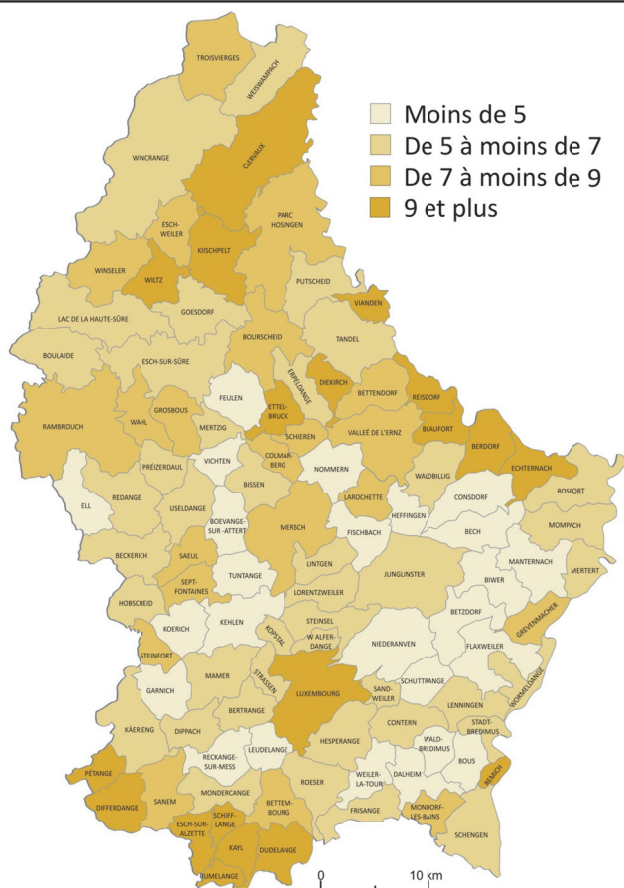 TROISVIERGES
WEISWAMPACH
WINCRANGE
CLERVAUX
Moins de 5
De 5 à moins de 7
De 7 à moins de 9
9 et plus
ESCH-
WEILER
PARC
HOSINGEN
KIISCHPELT
WINSELER
WILTZ
PUTSCHEID
VIANDEN
LAC DE LA HAUTE-SÛRE
GOESDORF
BOURSCHEID
TANDEL
BOULAIDE
ESCH-SUR-SÛRE
ERPELDANGE
DIEKIRCH
FEULEN
ETTEL-
BRUCK
BETTENDORF
REISDORF
RAMBROUCH
WAHL
GROSBOUS
MERTZIG
SCHIEREN
VALLEÉ DE L'ERNZ
BIAUFORT
BERDORF
PRÉIZERDAUL
VICHTEN
COLMAR-
BERG
NOMMERN
WAIDBILLIG
ECHTERNACH
ELL
REDANGE
USELDANGE
BISSEN
LAROCHETTE
HEFFINGEN
CONSDORF
ROSPORT
BOEVANGE-
SUR -ATTERT
MERSCH
FISCHBACH
BECH
MOMPACH
BECKERICH
SAEUL
SEPT-
FONTAINES
TUNTANGE
LINTGEN
JUNGLINSTER
MANTERNACH
MERTERT
BIWER
HOBSCHEID
LORENTZWEILER
BETZDORF
GREVENMACHER
KOERICH
KEHLEN
KOPSTAL
STEINSEL
WALFER-
DANGE
NIEDERANVEN
FLAXWEILER
STEINFORT
GARNICH
MAMER
STRASSEN
LUXEMBOURG
SAND-
WEILER
SCHUTTRANGE
WORMELDANGE
BERTRANGE
LENNINGEN
KÄERENG
DIPPACH
HESPERANGE
CONTERN
STADT-
BREDIMUS
WALD-
BREDIMUS
RECKANGE-
SUR-MESS
LEUDELANGE
BOUS
PÉTANGE
WEILER-
LA-TOUR
DALHEIM
REMICH
DIFFERDANGE
SANEM
MONDERCANGE
BETTEM-
BOURG
ROESER
FRISANGE
MONDORF-
LES-BAINS
SCHENGEN
ESCH-SUR-
ALZETTE
SCHIFF-
LANGE
KAYL
DUDELANGE
RUMELANGE
0 10 km